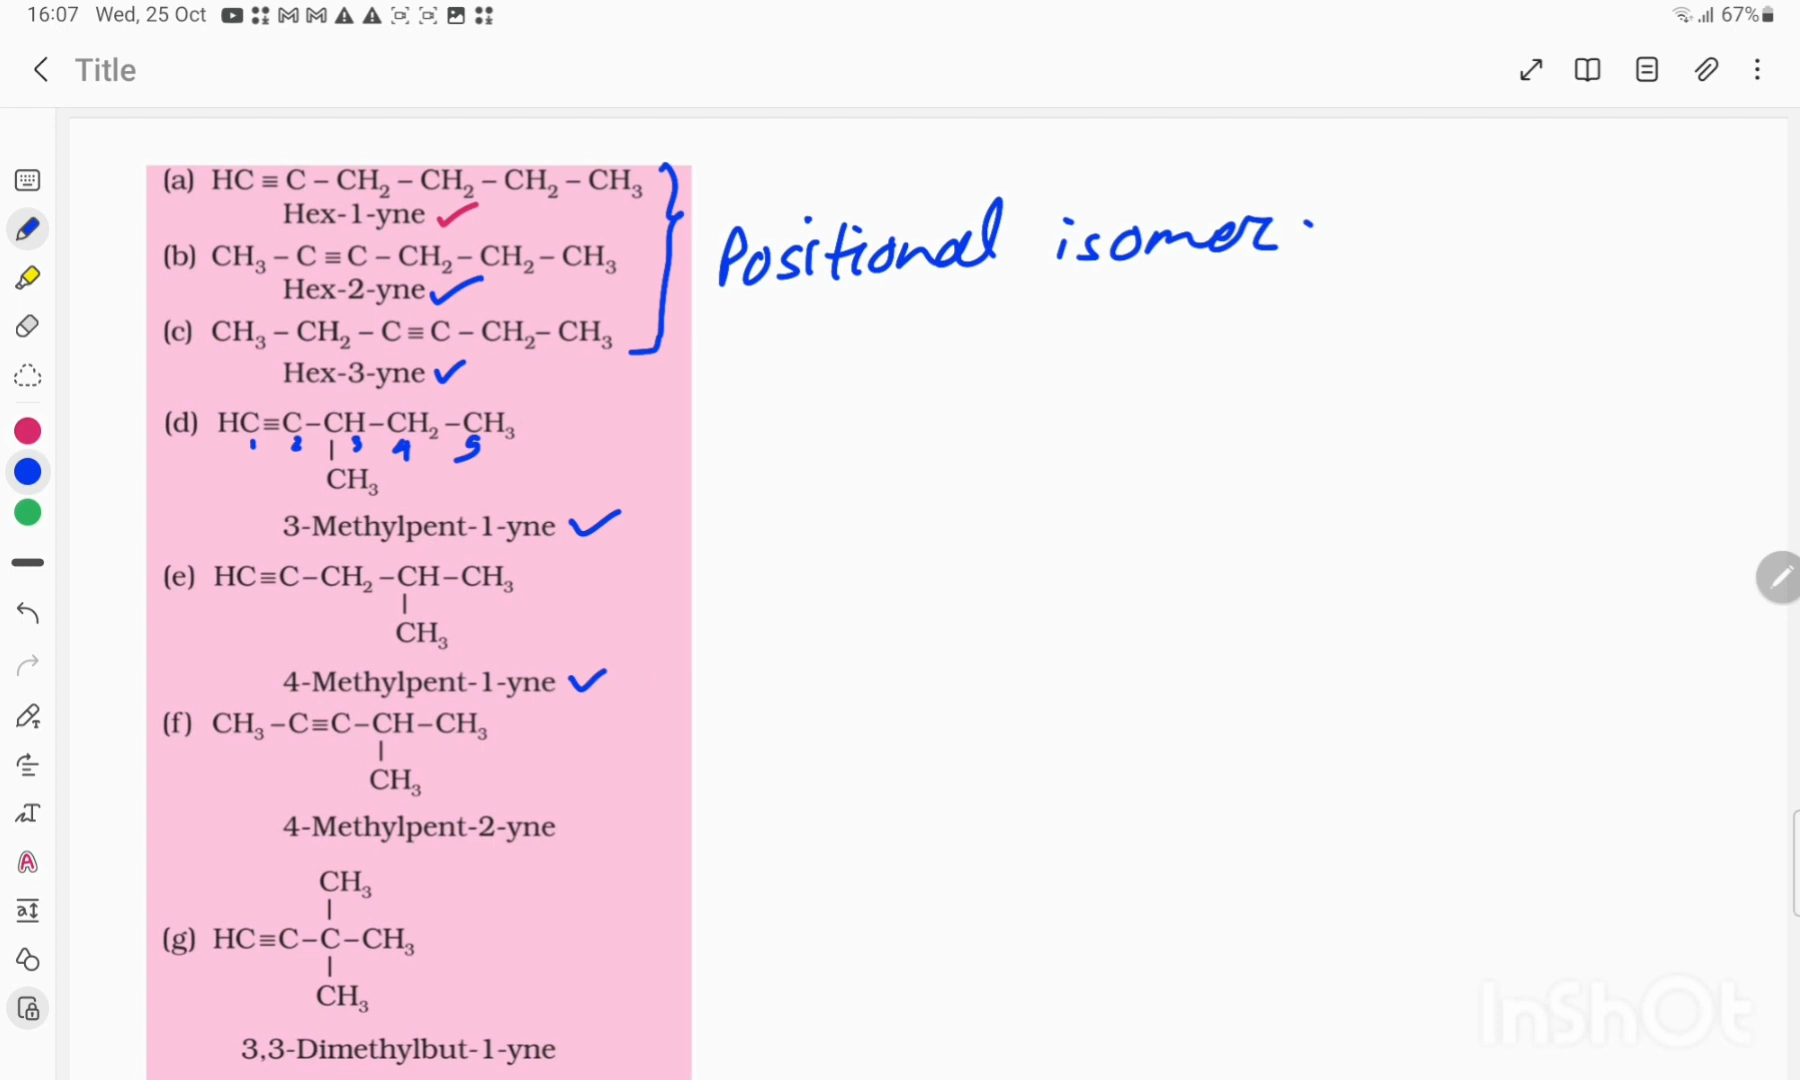 16:07 Wed, 25 Oct 67%
Title
(a) HC ≡ C – CH₂ – CH₂ – CH₂ – CH₃
Hex-1-yne
(b) CH₃ – C ≡ C – CH₂ – CH₂ – CH₃
Hex-2-yne
(c) CH₃ – CH₂ – C ≡ C – CH₂ – CH₃
Hex-3-yne
Positional isomer.
(d) HC≡C–CH–CH₂–CH₃
1 2 | 3 4 5
CH₃
3-Methylpent-1-yne
(e) HC≡C–CH₂–CH–CH₃
|
CH₃
4-Methylpent-1-yne
(f) CH₃–C≡C–CH–CH₃
|
CH₃
4-Methylpent-2-yne
CH₃
|
(g) HC≡C–C–CH₃
|
CH₃
3,3-Dimethylbut-1-yne
InShOt